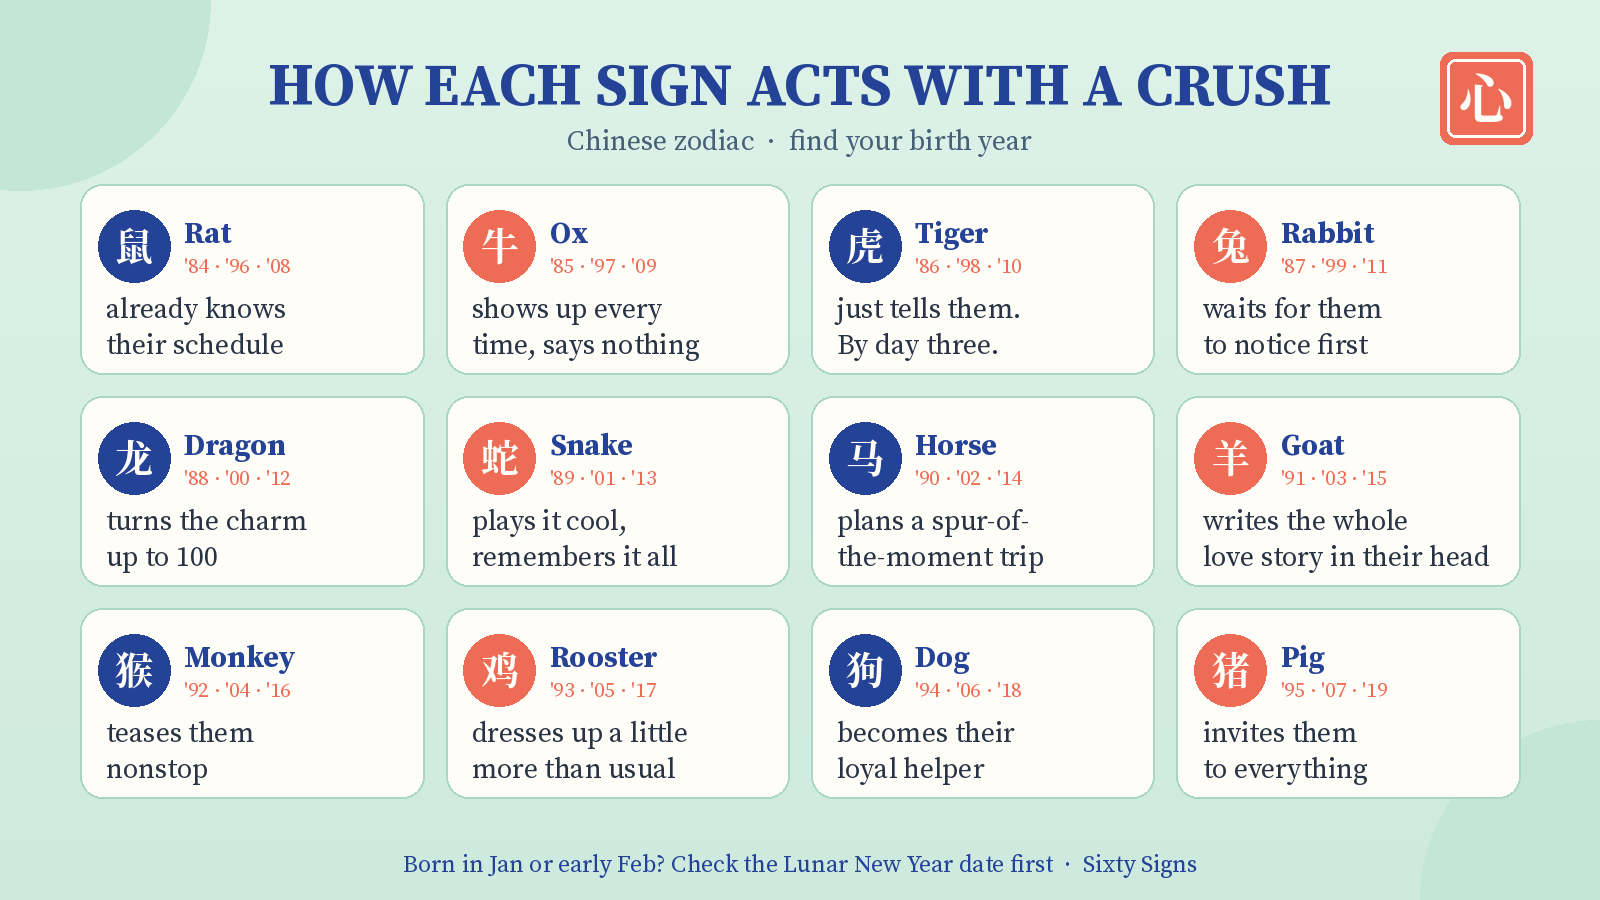 HOW EACH SIGN ACTS WITH A CRUSH
心
Chinese zodiac · find your birth year
鼠
Rat
'84 · '96 · '08
already knows
their schedule
牛
Ox
'85 · '97 · '09
shows up every
time, says nothing
虎
Tiger
'86 · '98 · '10
just tells them.
By day three.
兔
Rabbit
'87 · '99 · '11
waits for them
to notice first
龙
Dragon
'88 · '00 · '12
turns the charm
up to 100
蛇
Snake
'89 · '01 · '13
plays it cool,
remembers it all
马
Horse
'90 · '02 · '14
plans a spur-of-
the-moment trip
羊
Goat
'91 · '03 · '15
writes the whole
love story in their head
猴
Monkey
'92 · '04 · '16
teases them
nonstop
鸡
Rooster
'93 · '05 · '17
dresses up a little
more than usual
狗
Dog
'94 · '06 · '18
becomes their
loyal helper
猪
Pig
'95 · '07 · '19
invites them
to everything
Born in Jan or early Feb? Check the Lunar New Year date first · Sixty Signs